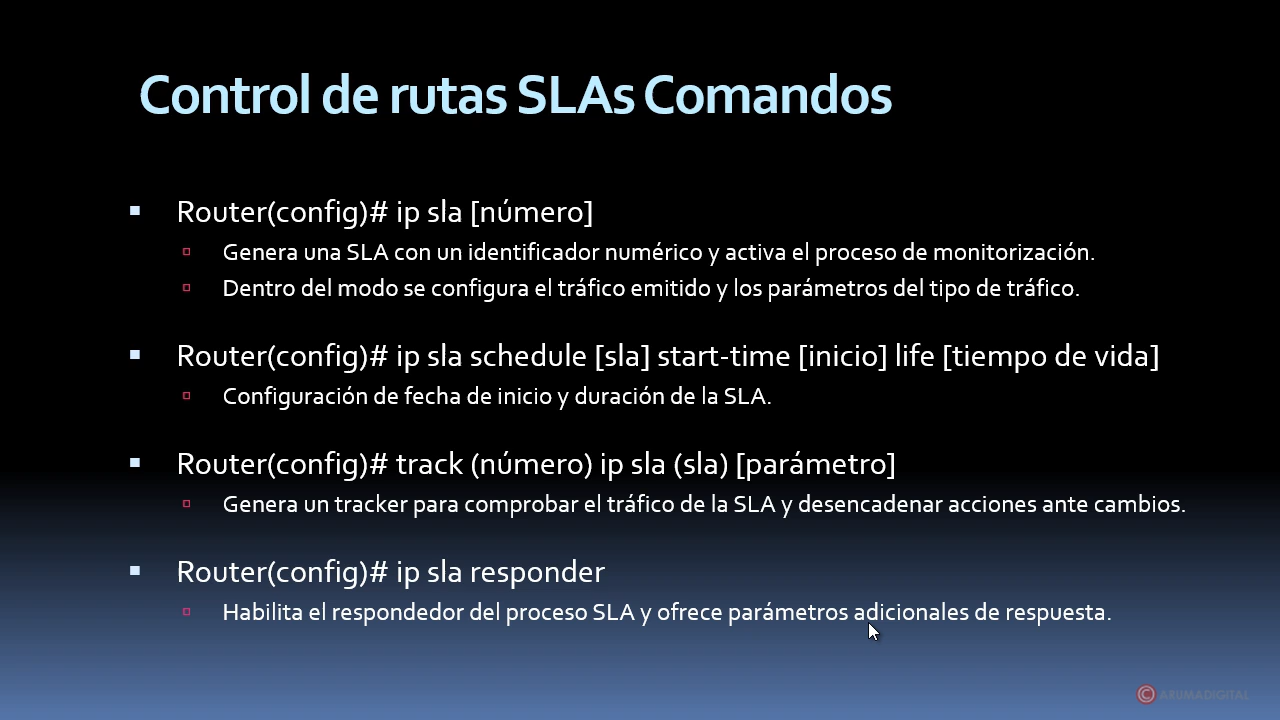 Control de rutas SLAs Comandos
Router(config)# ip sla [número]
Genera una SLA con un identificador numérico y activa el proceso de monitorización.
Dentro del modo se configura el tráfico emitido y los parámetros del tipo de tráfico.
Router(config)# ip sla schedule [sla] start-time [inicio] life [tiempo de vida]
Configuración de fecha de inicio y duración de la SLA.
Router(config)# track (número) ip sla (sla) [parámetro]
Genera un tracker para comprobar el tráfico de la SLA y desencadenar acciones ante cambios.
Router(config)# ip sla responder
Habilita el respondedor del proceso SLA y ofrece parámetros adicionales de respuesta.
© ARUMADIGITAL